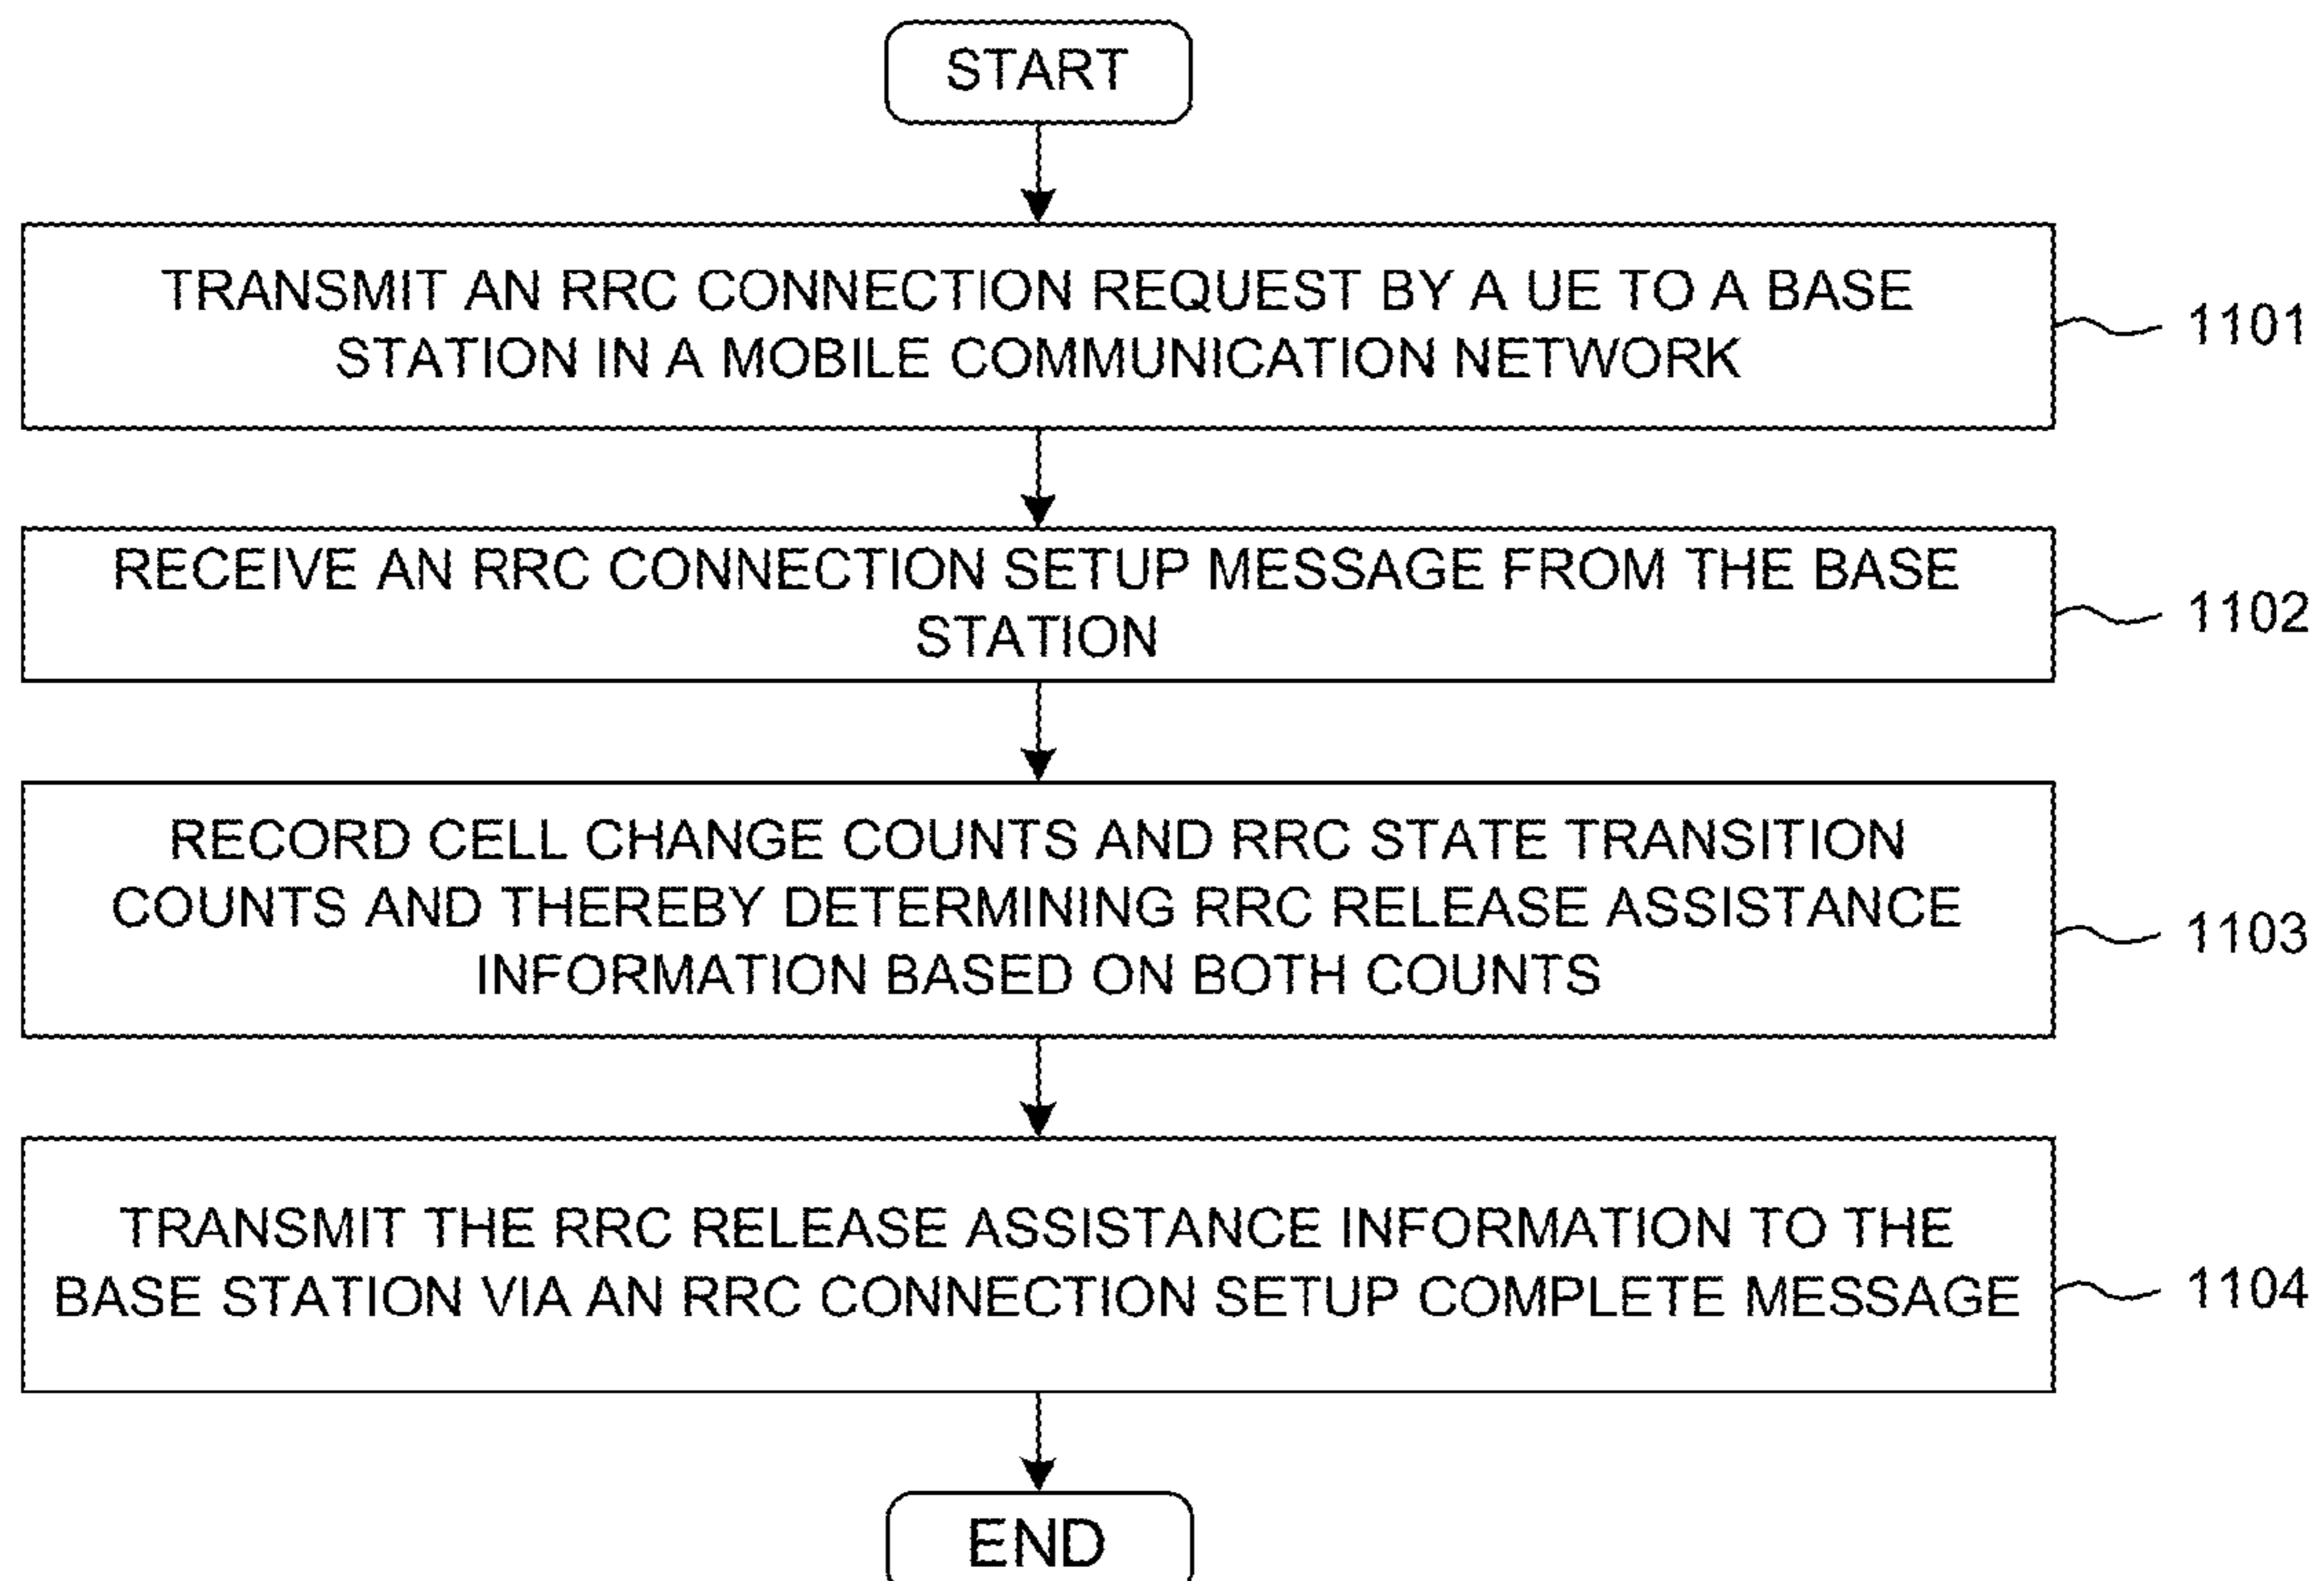 START
TRANSMIT AN RRC CONNECTION REQUEST BY A UE TO A BASE
STATION IN A MOBILE COMMUNICATION NETWORK
1101
RECEIVE AN RRC CONNECTION SETUP MESSAGE FROM THE BASE
STATION
1102
RECORD CELL CHANGE COUNTS AND RRC STATE TRANSITION
COUNTS AND THEREBY DETERMINING RRC RELEASE ASSISTANCE
INFORMATION BASED ON BOTH COUNTS
1103
TRANSMIT THE RRC RELEASE ASSISTANCE INFORMATION TO THE
BASE STATION VIA AN RRC CONNECTION SETUP COMPLETE MESSAGE
1104
END